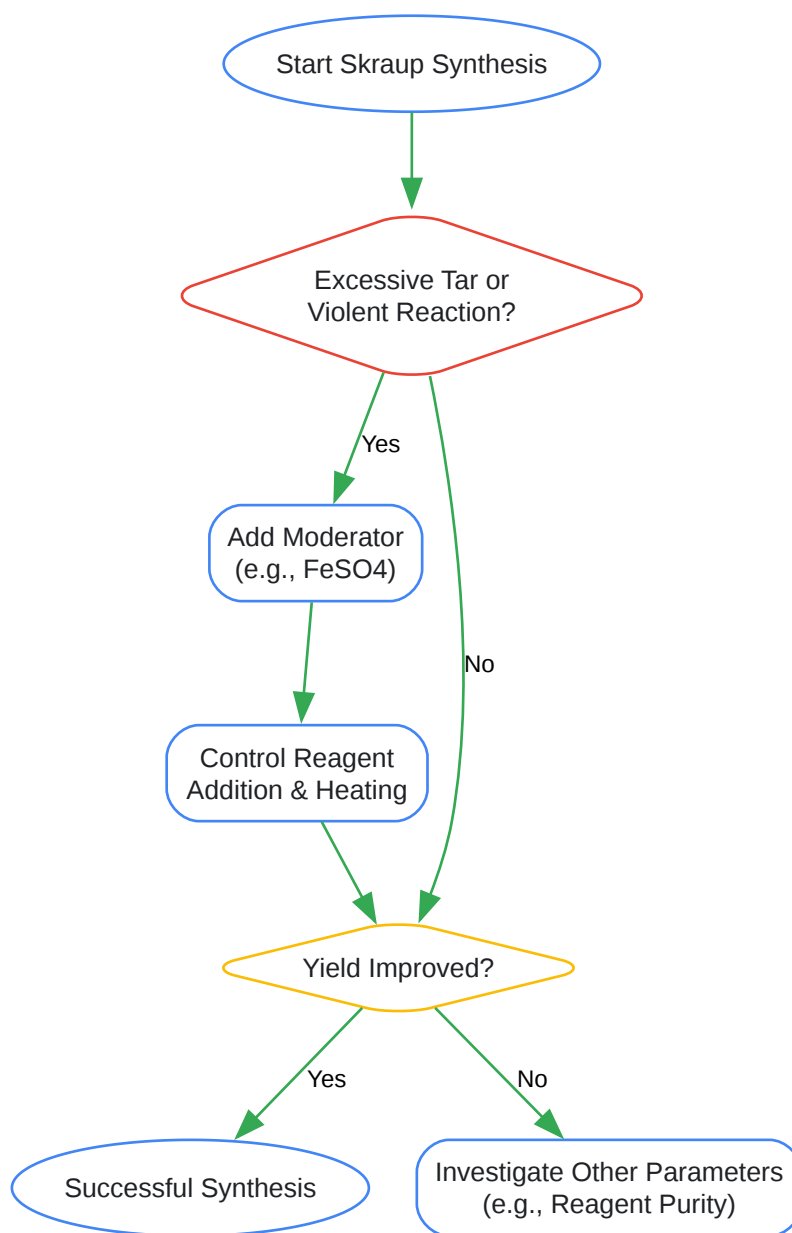 Start Skraup Synthesis
Excessive Tar or
Violent Reaction?
Yes
Add Moderator
(e.g., FeSO4)
No
Control Reagent
Addition & Heating
Yield Improved?
Yes
No
Successful Synthesis
Investigate Other Parameters
(e.g., Reagent Purity)